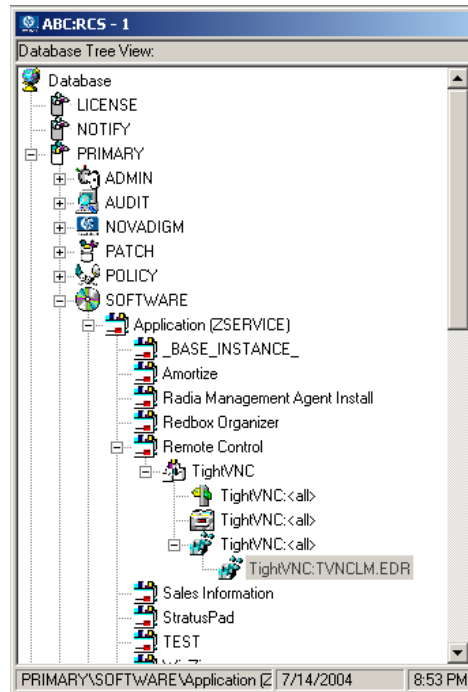 ABC:RCS - 1
Database Tree View:
Database
LICENSE
NOTIFY
PRIMARY
ADMIN
AUDIT
NOVADIGM
PATCH
POLICY
SOFTWARE
Application (ZSERVICE)
_BASE_INSTANCE_
Amortize
Radia Management Agent Install
Redbox Organizer
Remote Control
TightVNC
TightVNC:<all>
TightVNC:<all>
TightVNC:<all>
TightVNC:TVNCLM.EDR
Sales Information
StratusPad
TEST
PRIMARY\SOFTWARE\Application (Z 7/14/2004 8:53 PM